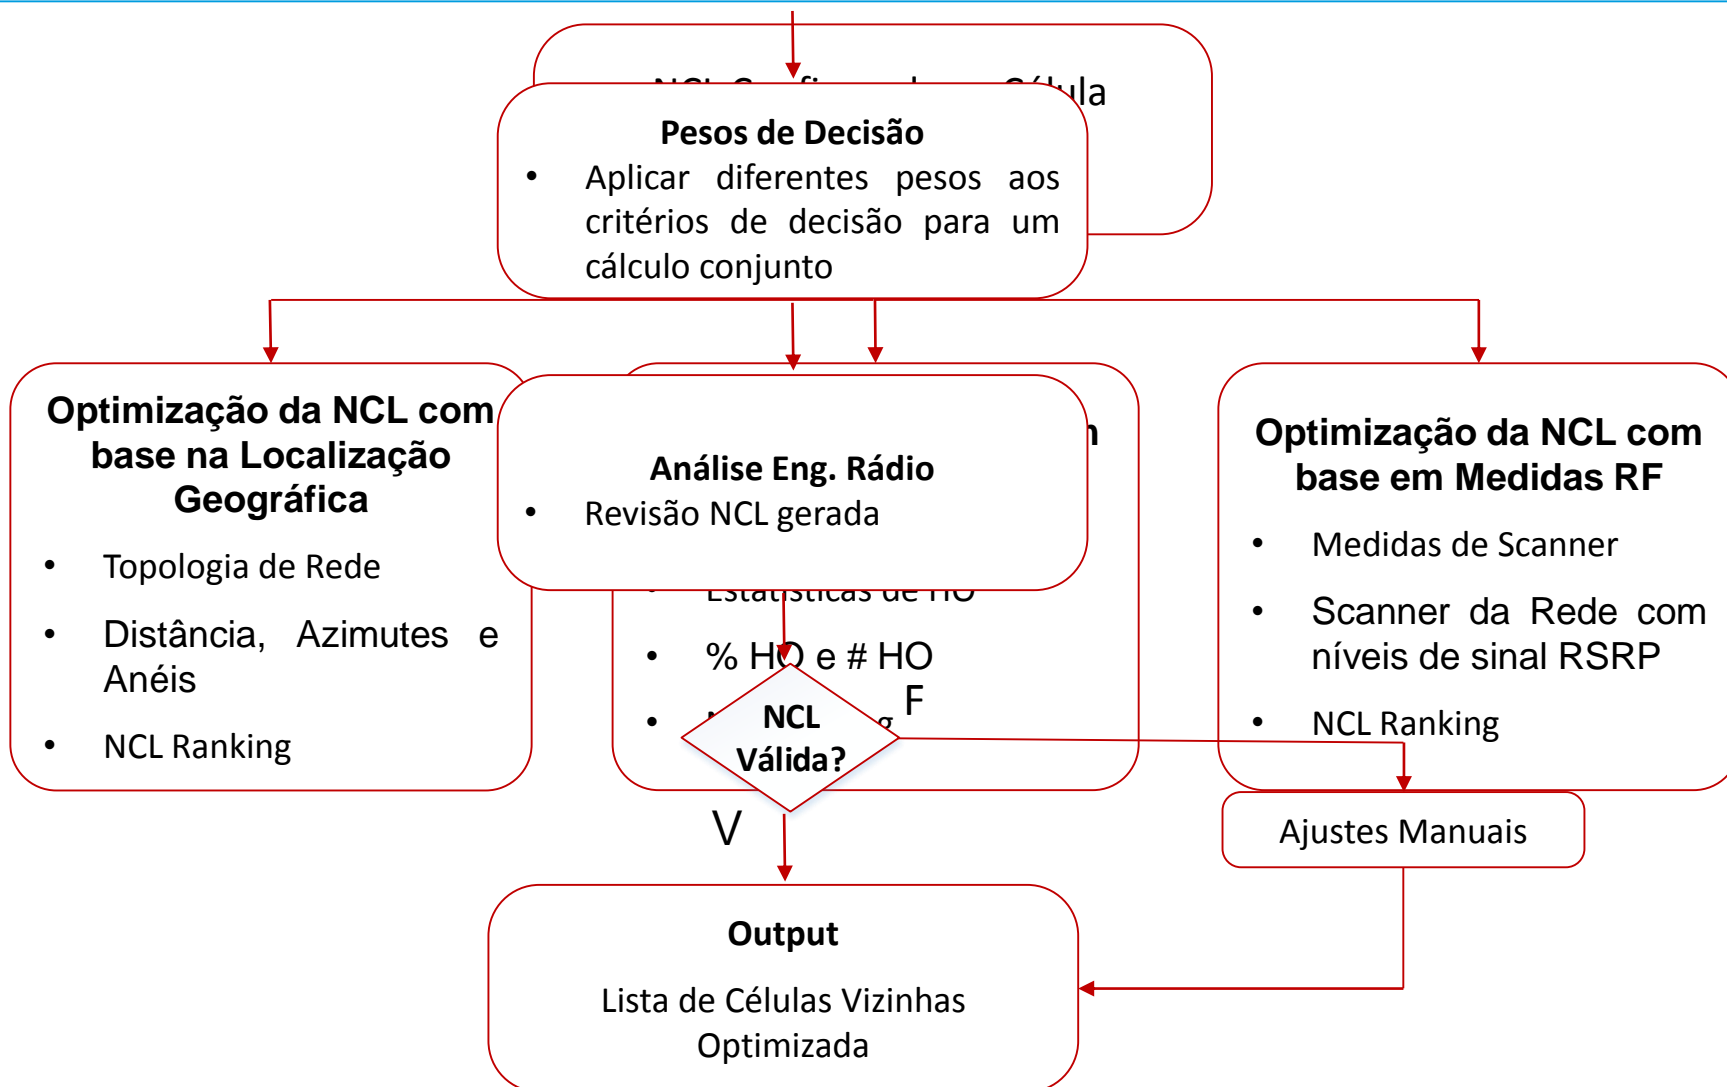 Pesos de Decisão
• Aplicar diferentes pesos aos
critérios de decisão para um
cálculo conjunto
Optimização da NCL com
base na Localização
Geográfica
• Topologia de Rede
• Distância, Azimutes e
Anéis
• NCL Ranking
Análise Eng. Rádio
• Revisão NCL gerada
Estatísticas de HO
• % HO e # HO
•
F
NCL
Válida?
V
Optimização da NCL com
base em Medidas RF
• Medidas de Scanner
• Scanner da Rede com
níveis de sinal RSRP
• NCL Ranking
Ajustes Manuais
Output
Lista de Células Vizinhas
Optimizada